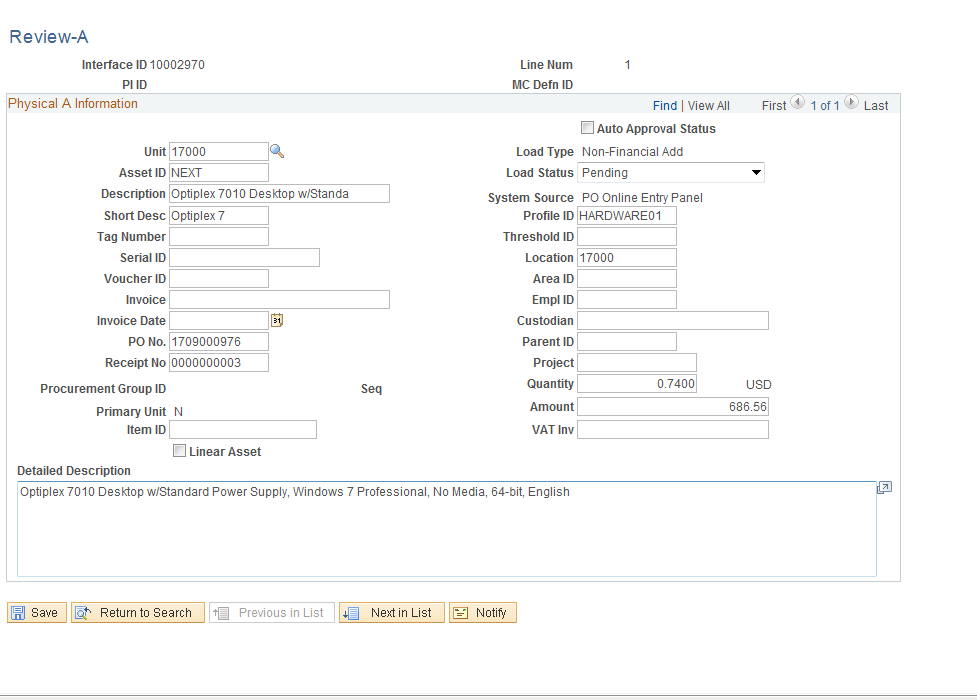 Review-A
Interface ID 10002970 Line Num 1
PI ID MC Defn ID
Physical A Information Find | View All First 1 of 1 Last
Auto Approval Status
Unit 17000 Load Type Non-Financial Add
Asset ID NEXT Load Status Pending
Description Optiplex 7010 Desktop w/Standa System Source PO Online Entry Panel
Short Desc Optiplex 7 Profile ID HARDWARE01
Tag Number Threshold ID
Serial ID Location 17000
Voucher ID Area ID
Invoice Empl ID
Invoice Date 31 Custodian
PO No. 1709000976 Parent ID
Receipt No 0000000003 Project
Procurement Group ID Seq Quantity 0.7400 USD
Primary Unit N Amount 686.56
Item ID VAT Inv
Linear Asset
Detailed Description
Optiplex 7010 Desktop w/Standard Power Supply, Windows 7 Professional, No Media, 64-bit, English
Save Return to Search Previous in List Next in List Notify